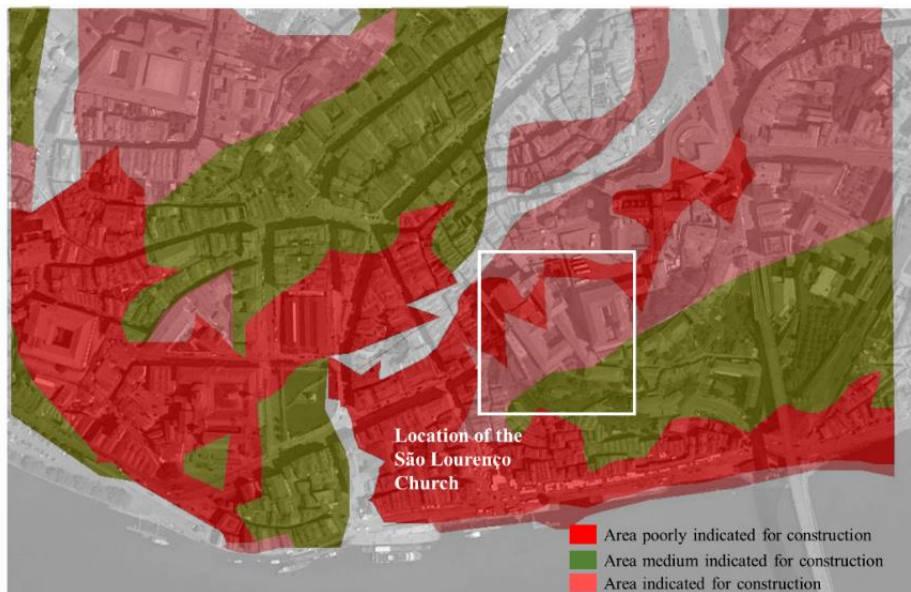 Location of the
São Lourenço
Church
Area poorly indicated for construction
Area medium indicated for construction
Area indicated for construction